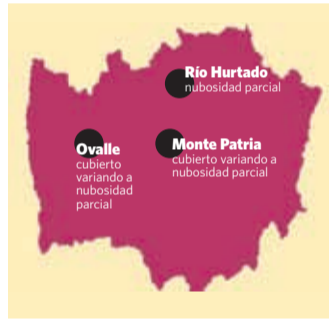 Río Hurtado
nubosidad parcial
Ovalle
cubierto
variando a
nubosidad
parcial
Monte Patria
cubierto variando a
nubosidad parcial